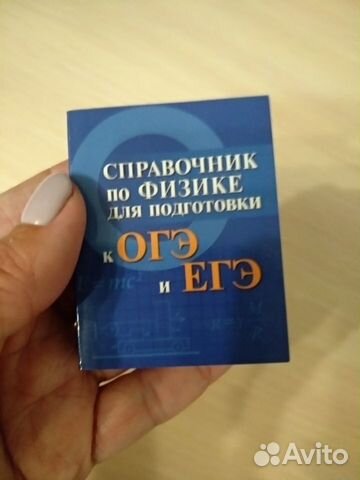 СПРАВОЧНИК
ПО ФИЗИКЕ
ДЛЯ ПОДГОТОВКИ
к ОГЭ
и ЕГЭ
Avito